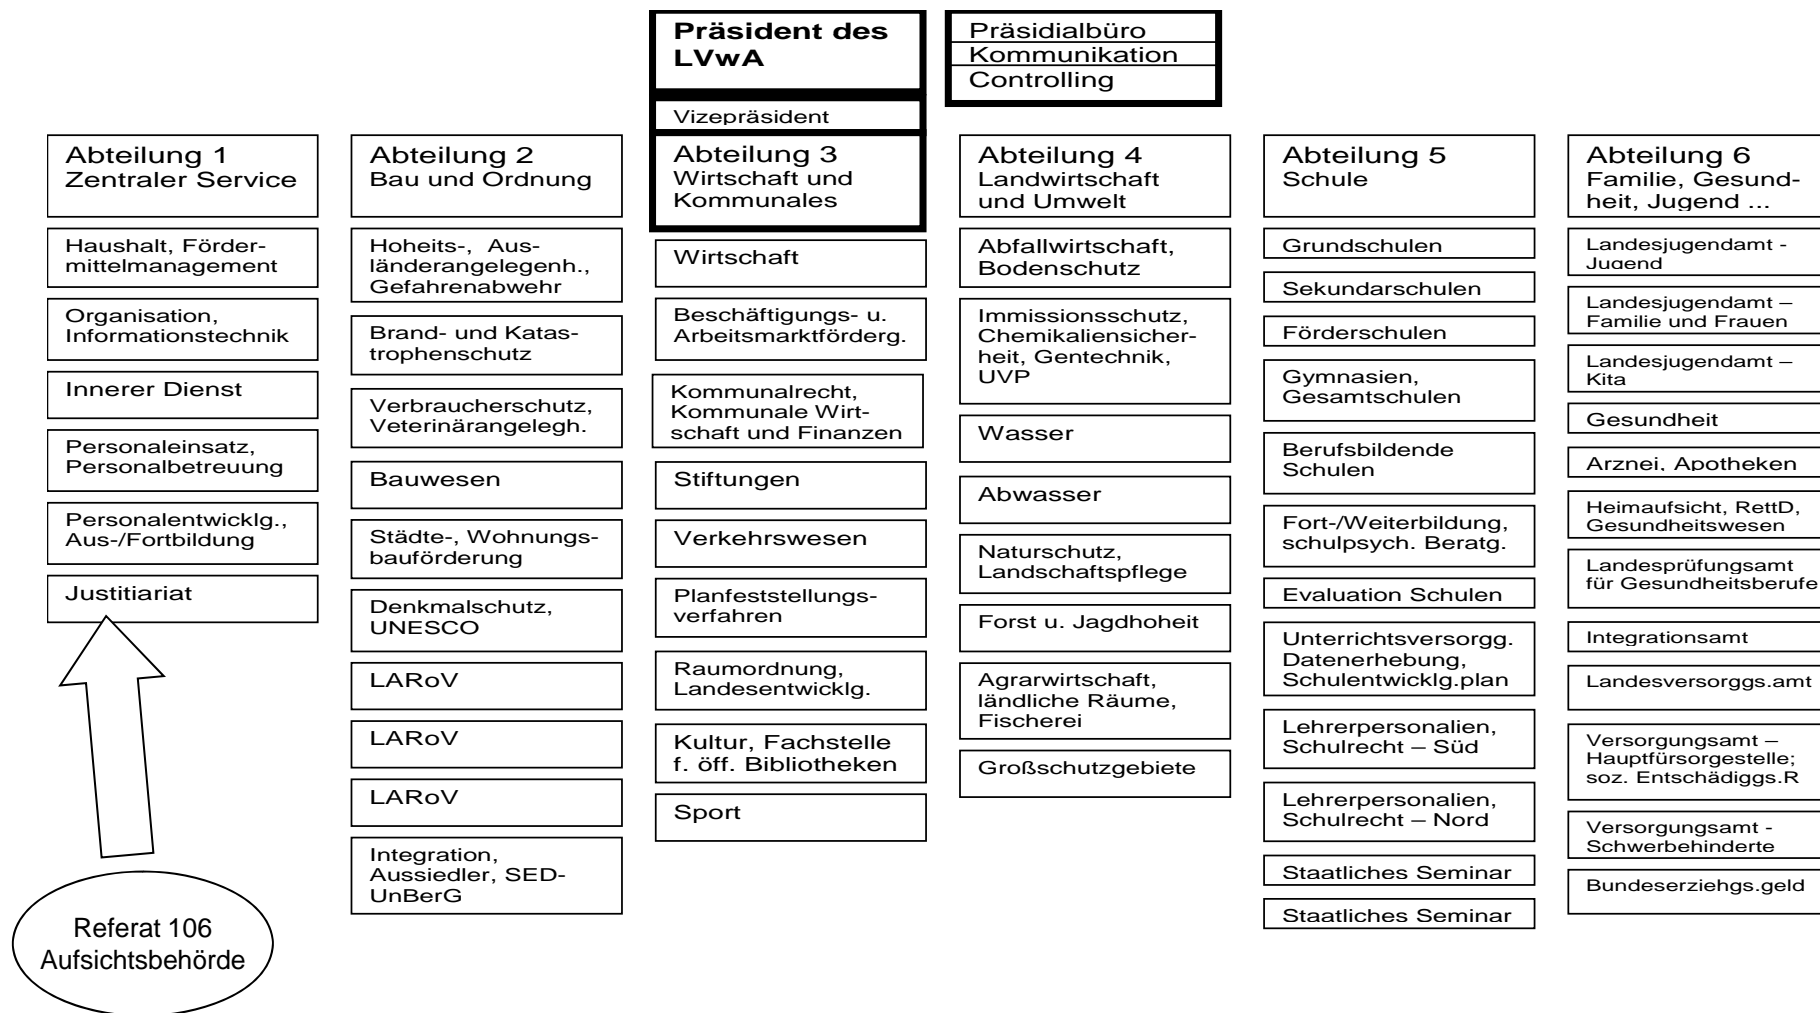 Präsident des
LVwA
Vizepräsident
Präsidialbüro
Kommunikation
Controlling
Abteilung 1
Zentraler Service
Haushalt, Förder-
mittelmanagement
Organisation,
Informationstechnik
Innerer Dienst
Personaleinsatz,
Personalbetreuung
Personalentwicklg.,
Aus-/Fortbildung
Justitiariat
Referat 106
Aufsichtsbehörde
Abteilung 2
Bau und Ordnung
Hoheits-, Aus-
länderangelegenh.,
Gefahrenabwehr
Brand- und Katas-
trophenschutz
Verbraucherschutz,
Veterinärangelegh.
Bauwesen
Städte-, Wohnungs-
bauförderung
Denkmalschutz,
UNESCO
LARoV
LARoV
LARoV
Integration,
Aussiedler, SED-
UnBerG
Abteilung 3
Wirtschaft und
Kommunales
Wirtschaft
Beschäftigungs- u.
Arbeitsmarktförderg.
Kommunalrecht,
Kommunale Wirt-
schaft und Finanzen
Stiftungen
Verkehrswesen
Planfeststellungs-
verfahren
Raumordnung,
Landesentwicklg.
Kultur, Fachstelle
f. öff. Bibliotheken
Sport
Abteilung 4
Landwirtschaft
und Umwelt
Abfallwirtschaft,
Bodenschutz
Immissionsschutz,
Chemikaliensicher-
heit, Gentechnik,
UVP
Wasser
Abwasser
Naturschutz,
Landschaftspflege
Forst u. Jagdhoheit
Agrarwirtschaft,
ländliche Räume,
Fischerei
Großschutzgebiete
Abteilung 5
Schule
Grundschulen
Sekundarschulen
Förderschulen
Gymnasien,
Gesamtschulen
Berufsbildende
Schulen
Fort-/Weiterbildung,
schulpsych. Beratg.
Evaluation Schulen
Unterrichtsversorgg.
Datenerhebung,
Schulentwicklg.plan
Lehrerpersonalien,
Schulrecht – Süd
Lehrerpersonalien,
Schulrecht – Nord
Staatliches Seminar
Staatliches Seminar
Abteilung 6
Familie, Gesund-
heit, Jugend ...
Landesjugendamt -
Jugend
Landesjugendamt –
Familie und Frauen
Landesjugendamt –
Kita
Gesundheit
Arznei, Apotheken
Heimaufsicht, RettD,
Gesundheitswesen
Landesprüfungsamt
für Gesundheitsberufe
Integrationsamt
Landesversorggs.amt
Versorgungsamt –
Hauptfürsorgestelle;
soz. Entschädiggs.R
Versorgungsamt -
Schwerbehinderte
Bundeserziehgs.geld